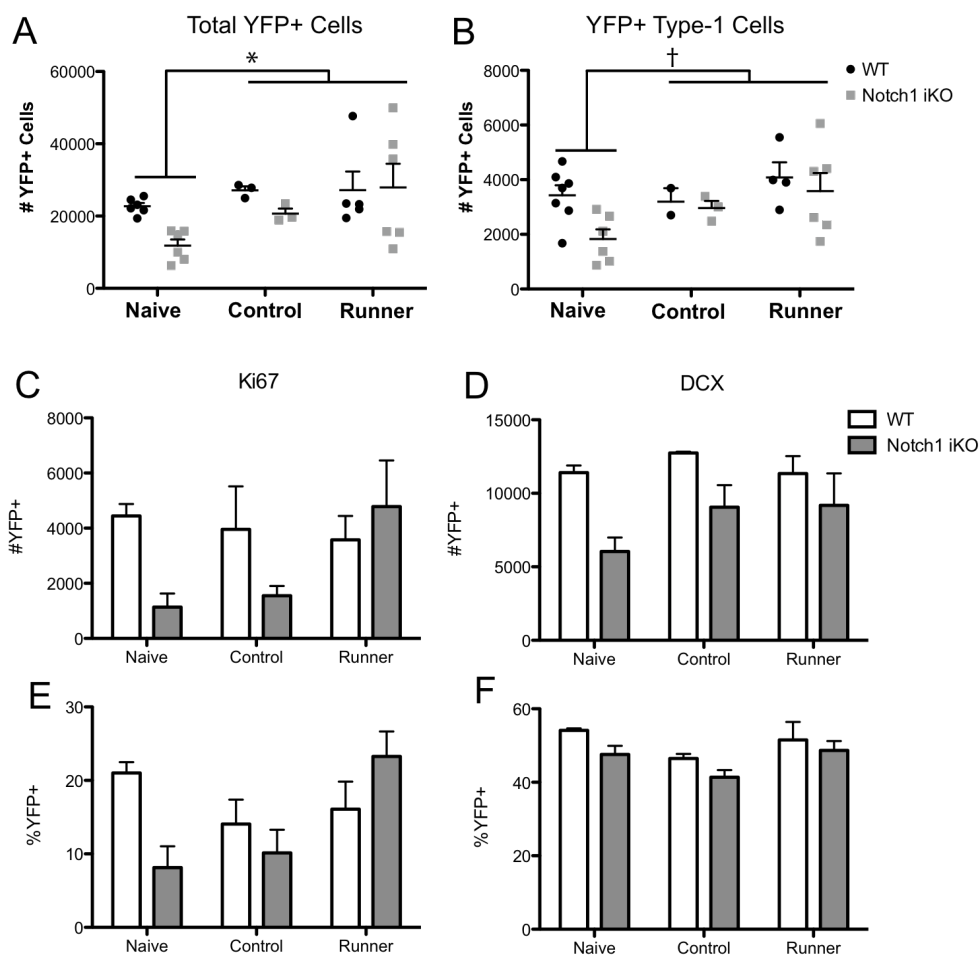 A
Total YFP+ Cells
# YFP+ Cells
60000
40000
20000
0
*
Naive
Control
Runner
B
YFP+ Type-1 Cells
# YFP+ Cells
8000
6000
4000
2000
0
†
Naive
Control
Runner
WT
Notch1 iKO
C
Ki67
#YFP+
8000
6000
4000
2000
0
Naive
Control
Runner
D
DCX
#YFP+
15000
10000
5000
0
Naive
Control
Runner
WT
Notch1 iKO
E
%YFP+
30
20
10
0
Naive
Control
Runner
F
%YFP+
60
40
20
0
Naive
Control
Runner